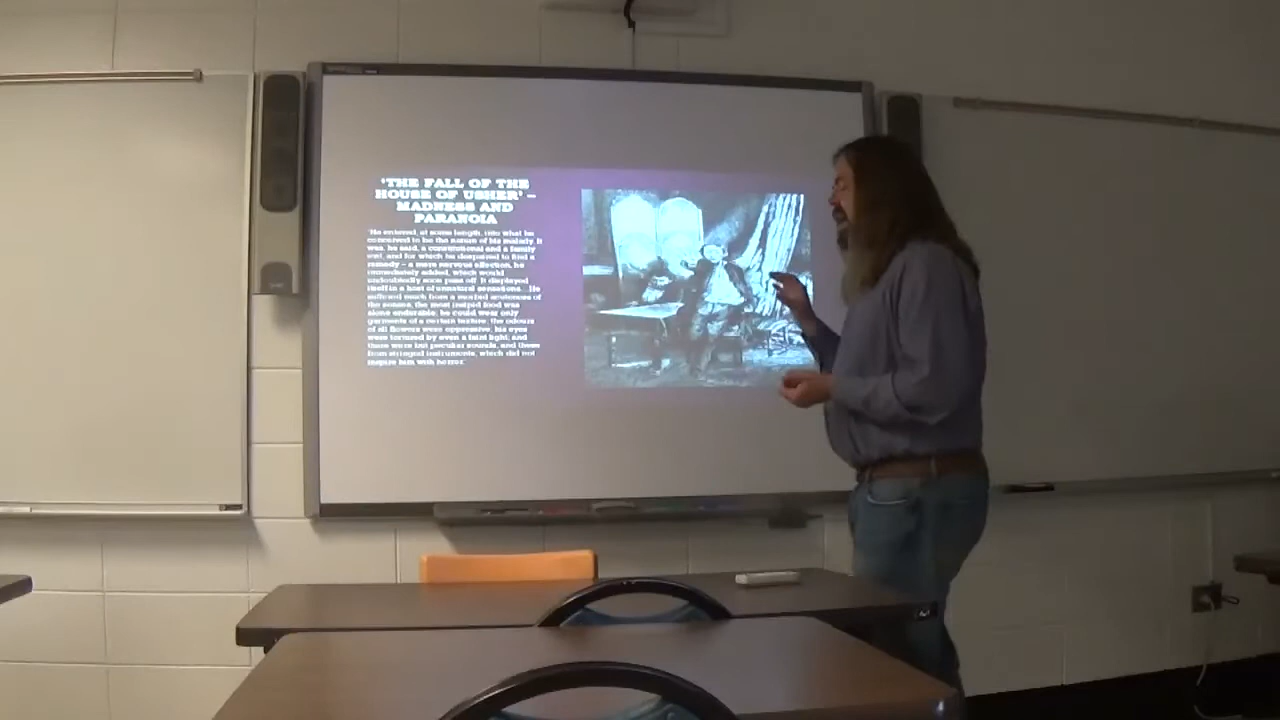 ‘THE FALL OF THE
HOUSE OF USHER’ –
MADNESS AND
PARANOIA
‘He entered, at some length, into what he
conceived to be the nature of his malady. It
was, he said, a constitutional and a family
evil, and for which he despaired to find a
remedy – a mere nervous affection, he
immediately added, which would
undoubtedly soon pass off. It displayed
itself in a host of unnatural sensations. . He
suffered much from a morbid acuteness of
the senses; the most insipid food was
alone endurable; he could wear only
garments of a certain texture; the odours
of all flowers were oppressive; his eyes
were tortured by even a faint light; and
there were but peculiar sounds, and these
from stringed instruments, which did not
inspire him with horror.’